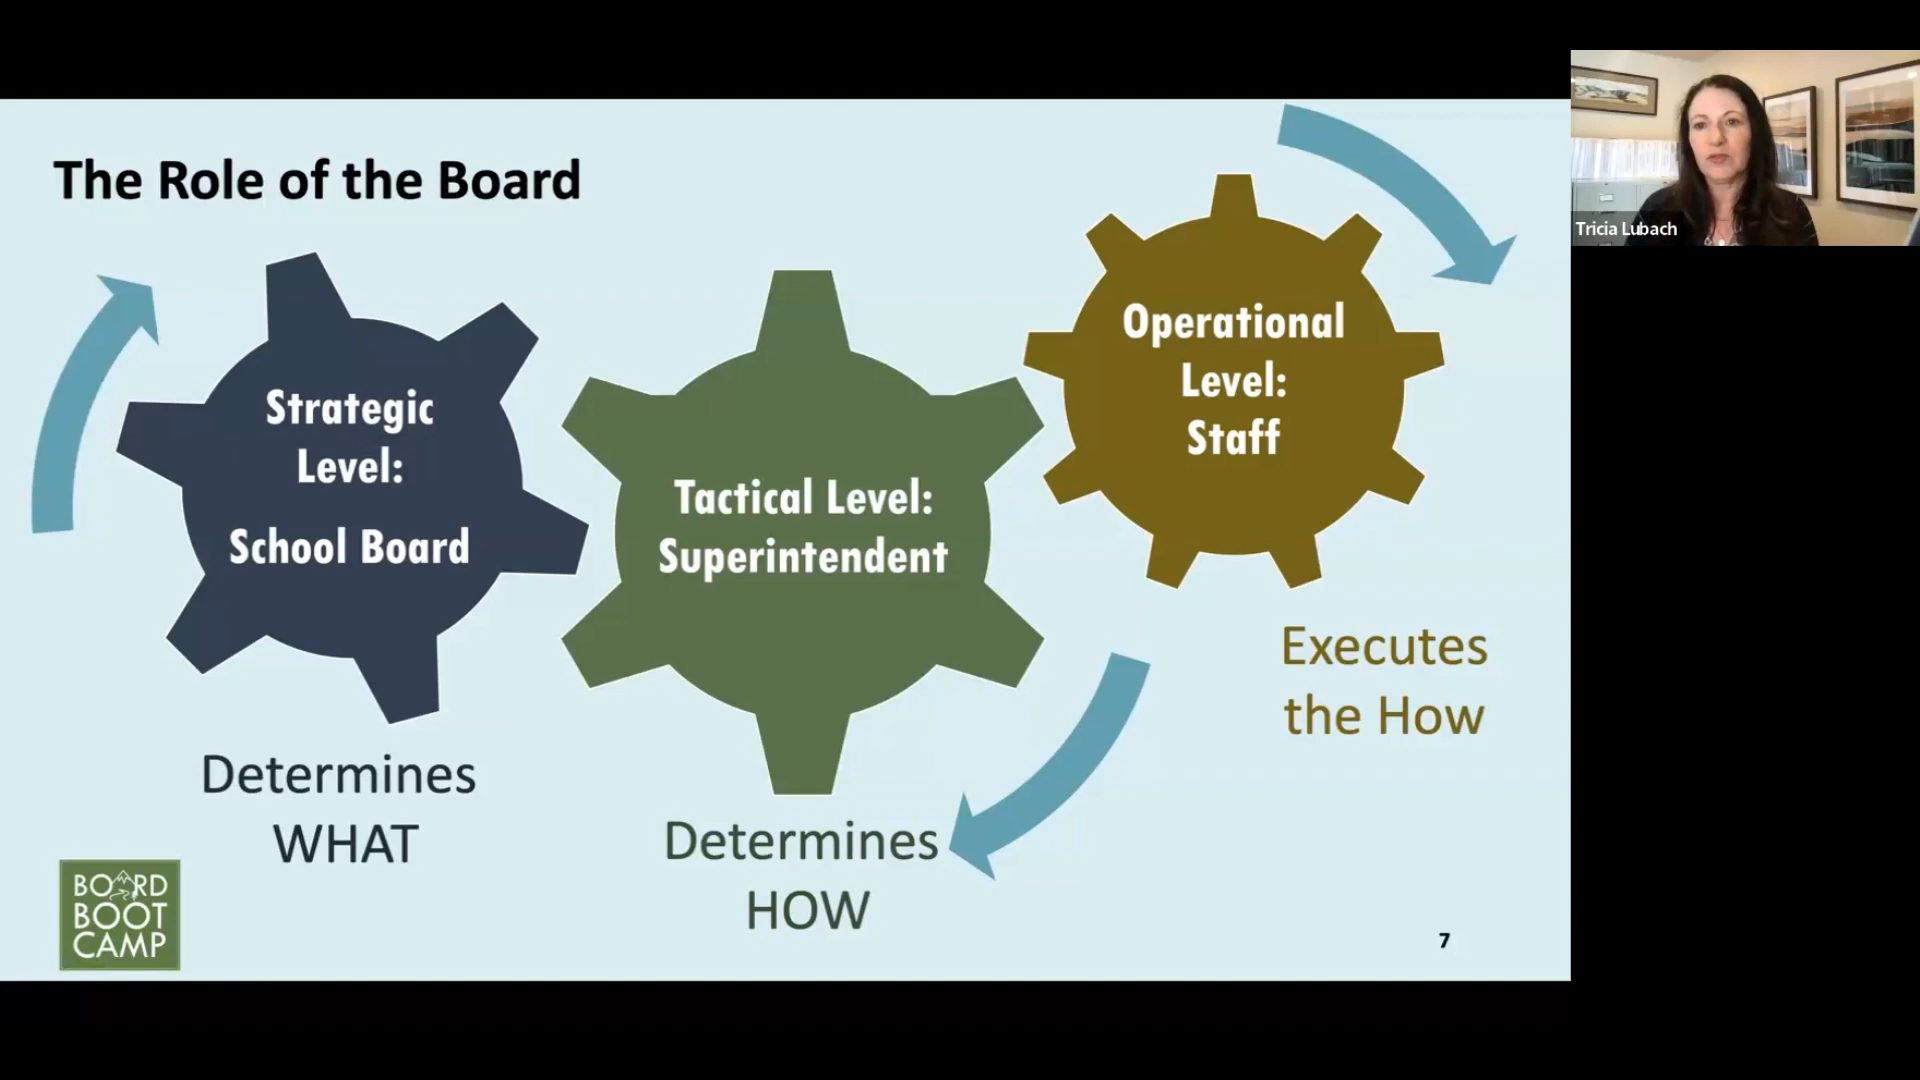 The Role of the Board
Strategic
Level:
School Board
Tactical Level:
Superintendent
Operational
Level:
Staff
Determines
WHAT
Determines
HOW
Executes
the How
BOARD
BOOT
CAMP
7
Tricia Lubach